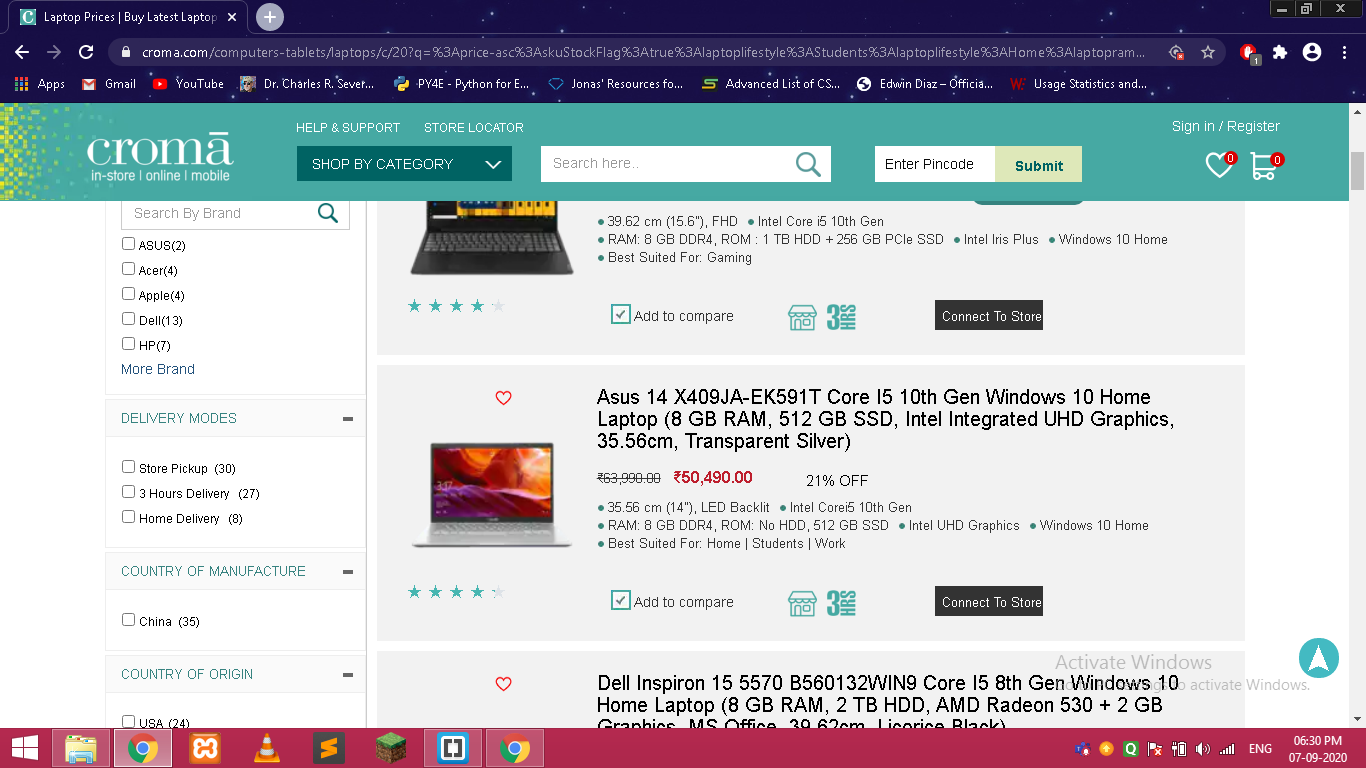 Laptop Prices | Buy Latest Laptop
croma.com/computers-tablets/laptops/c/20?q=%3Aprice-asc%3AskuStockFlag%3Atrue%3Alaptoplifestyle%3AStudents%3Alaptoplifestyle%3AHome%3Alaptopram...
1
Apps Gmail YouTube Dr. Charles R. Sever... PY4E - Python for E... Jonas' Resources fo... Advanced List of CS... Edwin Diaz – Officia... Usage Statistics and...
HELP & SUPPORT STORE LOCATOR
Sign in / Register
cromā
in-store | online | mobile
SHOP BY CATEGORY
Search here..
Enter Pincode
Submit
0
0
Search By Brand
ASUS(2)
Acer(4)
Apple(4)
Dell(13)
HP(7)
More Brand
DELIVERY MODES
Store Pickup (30)
3 Hours Delivery (27)
Home Delivery (8)
COUNTRY OF MANUFACTURE
China (35)
COUNTRY OF ORIGIN
USA (24)
39.62 cm (15.6"), FHD • Intel Core i5 10th Gen
• RAM: 8 GB DDR4, ROM : 1 TB HDD + 256 GB PCIe SSD • Intel Iris Plus • Windows 10 Home
• Best Suited For: Gaming
Add to compare
3 HRS
Connect To Store
Asus 14 X409JA-EK591T Core I5 10th Gen Windows 10 Home
Laptop (8 GB RAM, 512 GB SSD, Intel Integrated UHD Graphics,
35.56cm, Transparent Silver)
₹63,990.00 ₹50,490.00 21% OFF
• 35.56 cm (14"), LED Backlit • Intel Corei5 10th Gen
• RAM: 8 GB DDR4, ROM: No HDD, 512 GB SSD • Intel UHD Graphics • Windows 10 Home
• Best Suited For: Home | Students | Work
Add to compare
3 HRS
Connect To Store
Dell Inspiron 15 5570 B560132WIN9 Core I5 8th Gen Windows 10
Home Laptop (8 GB RAM, 2 TB HDD, AMD Radeon 530 + 2 GB
Graphics, MS Office, 39.62cm, Licorice Black)
Activate Windows
to activate Windows.
ENG
06:30 PM
07-09-2020